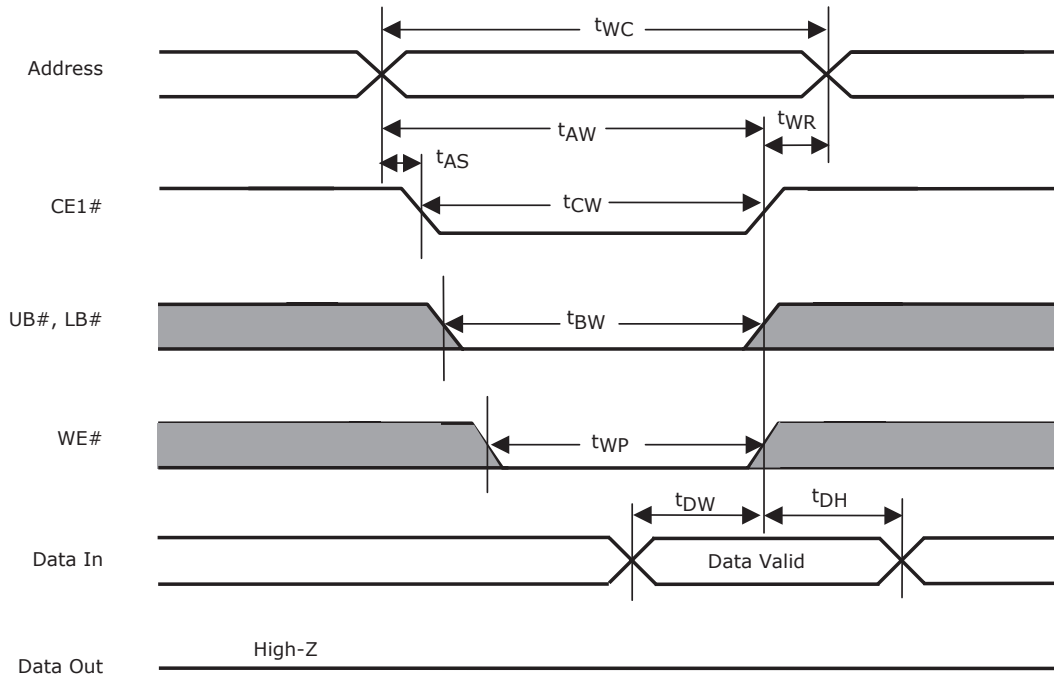 tWC
Address
tAW
tWR
tAS
CE1#
tCW
UB#, LB#
tBW
WE#
tWP
tDW
tDH
Data In
Data Valid
High-Z
Data Out